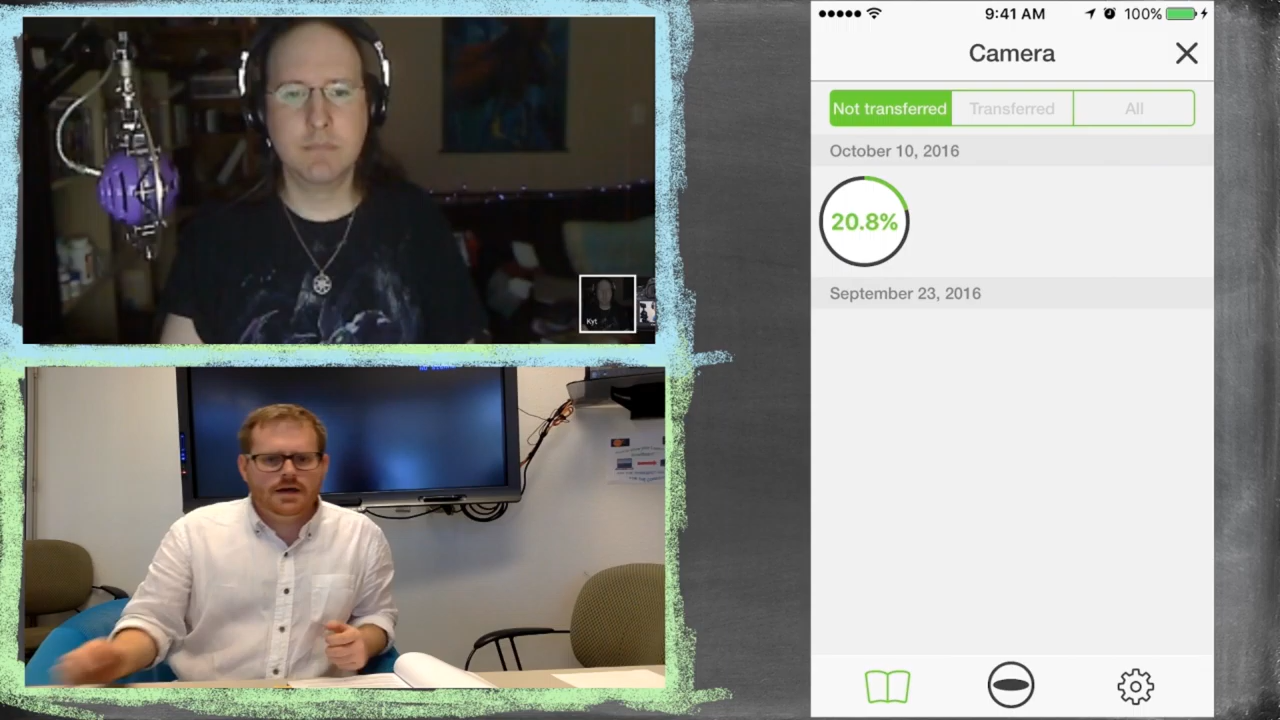 Kyt
9:41 AM
100%
Camera
Not transferred
Transferred
All
October 10, 2016
20.8%
September 23, 2016